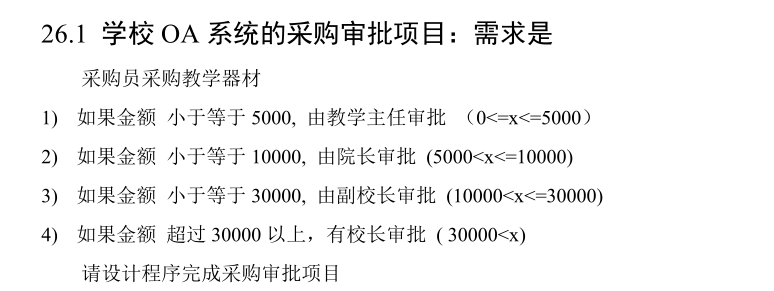 26.1 学校 OA 系统的采购审批项目：需求是
采购员采购教学器材
1) 如果金额 小于等于 5000, 由教学主任审批 （0<=x<=5000）
2) 如果金额 小于等于 10000, 由院长审批 (5000<x<=10000)
3) 如果金额 小于等于 30000, 由副校长审批 (10000<x<=30000)
4) 如果金额 超过 30000 以上，有校长审批 ( 30000<x)
请设计程序完成采购审批项目